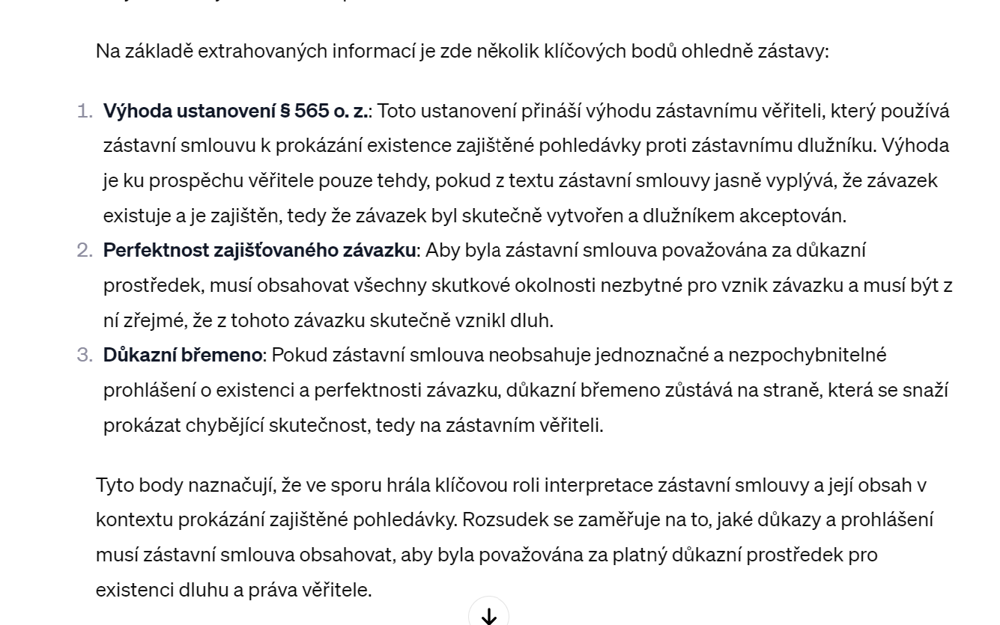 Na základě extrahovaných informací je zde několik klíčových bodů ohledně zástavy:
1. Výhoda ustanovení § 565 o. z.: Toto ustanovení přináší výhodu zástavnímu věřiteli, který používá
zástavní smlouvu k prokázání existence zajištěné pohledávky proti zástavnímu dlužníku. Výhoda
je ku prospěchu věřitele pouze tehdy, pokud z textu zástavní smlouvy jasně vyplývá, že závazek
existuje a je zajištěn, tedy že závazek byl skutečně vytvořen a dlužníkem akceptován.
2. Perfektnost zajišťovaného závazku: Aby byla zástavní smlouva považována za důkazní
prostředek, musí obsahovat všechny skutkové okolnosti nezbytné pro vznik závazku a musí být z
ní zřejmé, že z tohoto závazku skutečně vznikl dluh.
3. Důkazní břemeno: Pokud zástavní smlouva neobsahuje jednoznačné a nezpochybnitelné
prohlášení o existenci a perfektnosti závazku, důkazní břemeno zůstává na straně, která se snaží
prokázat chybějící skutečnost, tedy na zástavním věřiteli.
Tyto body naznačují, že ve sporu hrála klíčovou roli interpretace zástavní smlouvy a její obsah v
kontextu prokázání zajištěné pohledávky. Rozsudek se zaměřuje na to, jaké důkazy a prohlášení
musí zástavní smlouva obsahovat, aby byla považována za platný důkazní prostředek pro
existenci dluhu a práva věřitele.